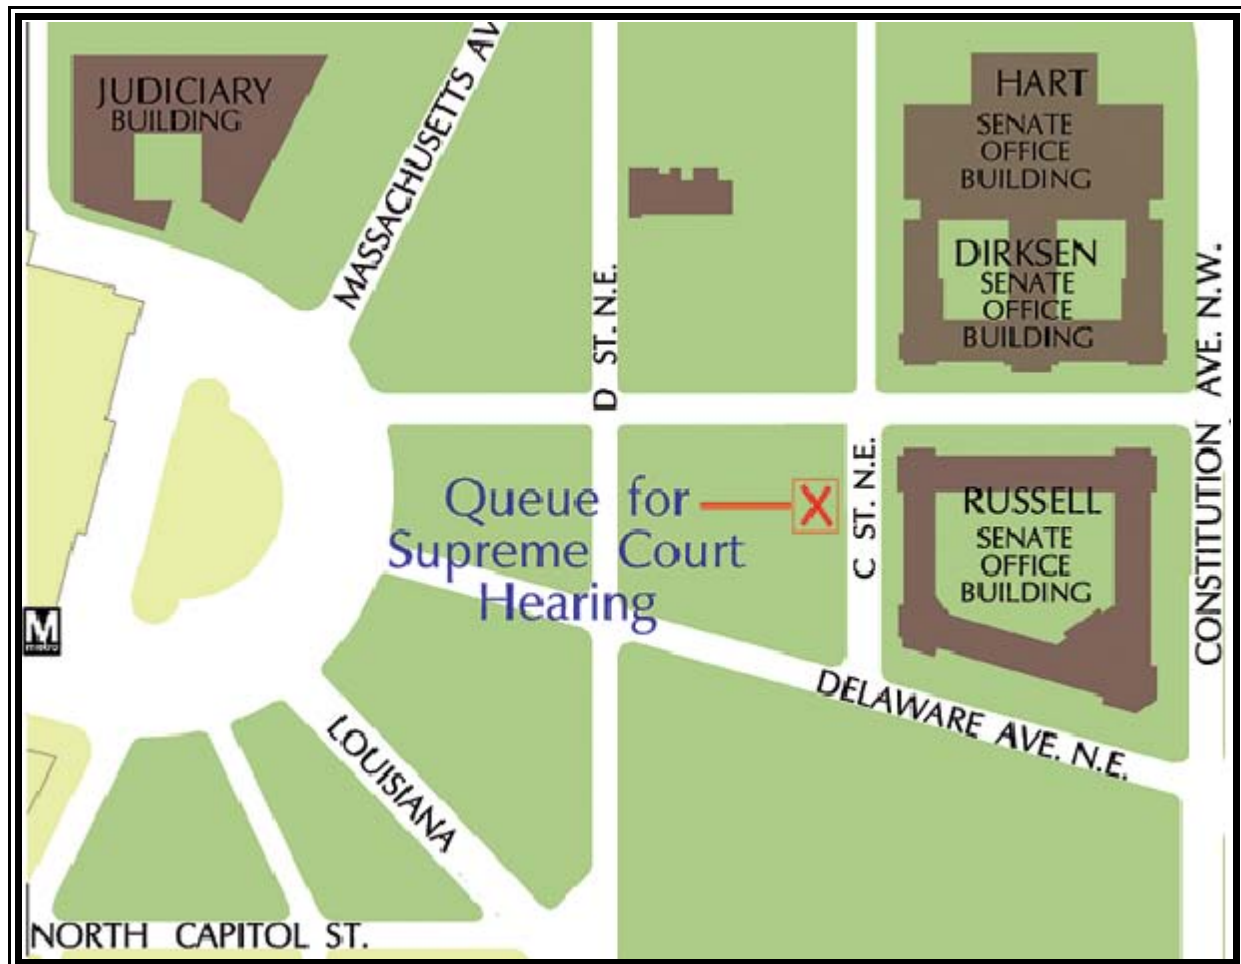 JUDICIARY
BUILDING
MASSACHUSETTS AV
HART
SENATE
OFFICE
BUILDING
DIRKSEN
SENATE
OFFICE
BUILDING
D ST. N.E.
CONSTITUTION AVE. N.W.
Queue for
Supreme Court
Hearing
X
C ST. N.E.
RUSSELL
SENATE
OFFICE
BUILDING
M
metro
DELAWARE AVE. N.E.
LOUISIANA
NORTH CAPITOL ST.